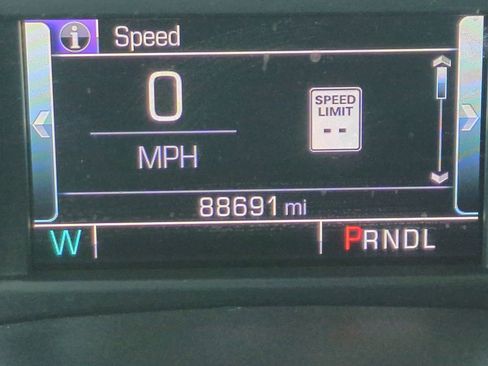 i Speed
0
MPH
SPEED
LIMIT
--
88691 mi
W PRNDL